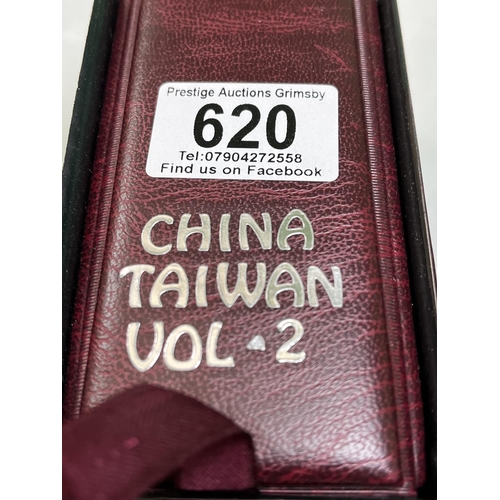 Prestige Auctions Grimsby
620
Tel:07904272558
Find us on Facebook
CHINA
TAIWAN
VOL - 2